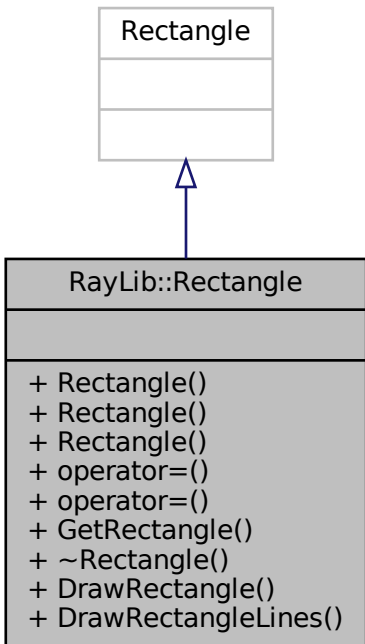 Rectangle
RayLib::Rectangle
+ Rectangle()
+ Rectangle()
+ Rectangle()
+ operator=()
+ operator=()
+ GetRectangle()
+ ~Rectangle()
+ DrawRectangle()
+ DrawRectangleLines()